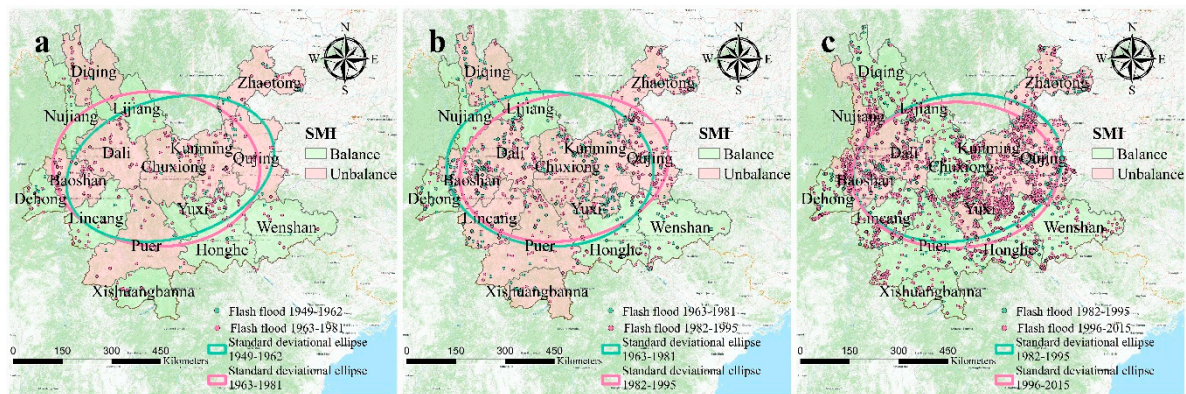 a
N
W E
S
Diqing
Zhaotong
Nujiang
Lijiang
SMI
Balance
Unbalance
Dali
Kunming
Chuxiong
Qujing
Baoshan
Dehong
Lincang
Yuxi
Wenshan
Puer
Honghe
Xishuangbanna
Flash flood 1949-1962
Flash flood 1963-1981
Standard deviational ellipse
1949-1962
Standard deviational ellipse
1963-1981
0 150 300 450 600
Kilometers
b
N
W E
S
Diqing
Zhaotong
Nujiang
Lijiang
SMI
Balance
Unbalance
Dali
Kunming
Chuxiong
Qujing
Baoshan
Dehong
Lincang
Yuxi
Wenshan
Puer
Honghe
Xishuangbanna
Flash flood 1963-1981
Flash flood 1982-1995
Standard deviational ellipse
1963-1981
Standard deviational ellipse
1982-1995
0 150 300 450 600
Kilometers
c
N
W E
S
Diqing
Zhaotong
Nujiang
Lijiang
SMI
Balance
Unbalance
Dali
Kunming
Chuxiong
Qujing
Baoshan
Dehong
Lincang
Yuxi
Wenshan
Puer
Honghe
Xishuangbanna
Flash flood 1982-1995
Flash flood 1996-2015
Standard deviational ellipse
1982-1995
Standard deviational ellipse
1996-2015
0 150 300 450 600
Kilometers